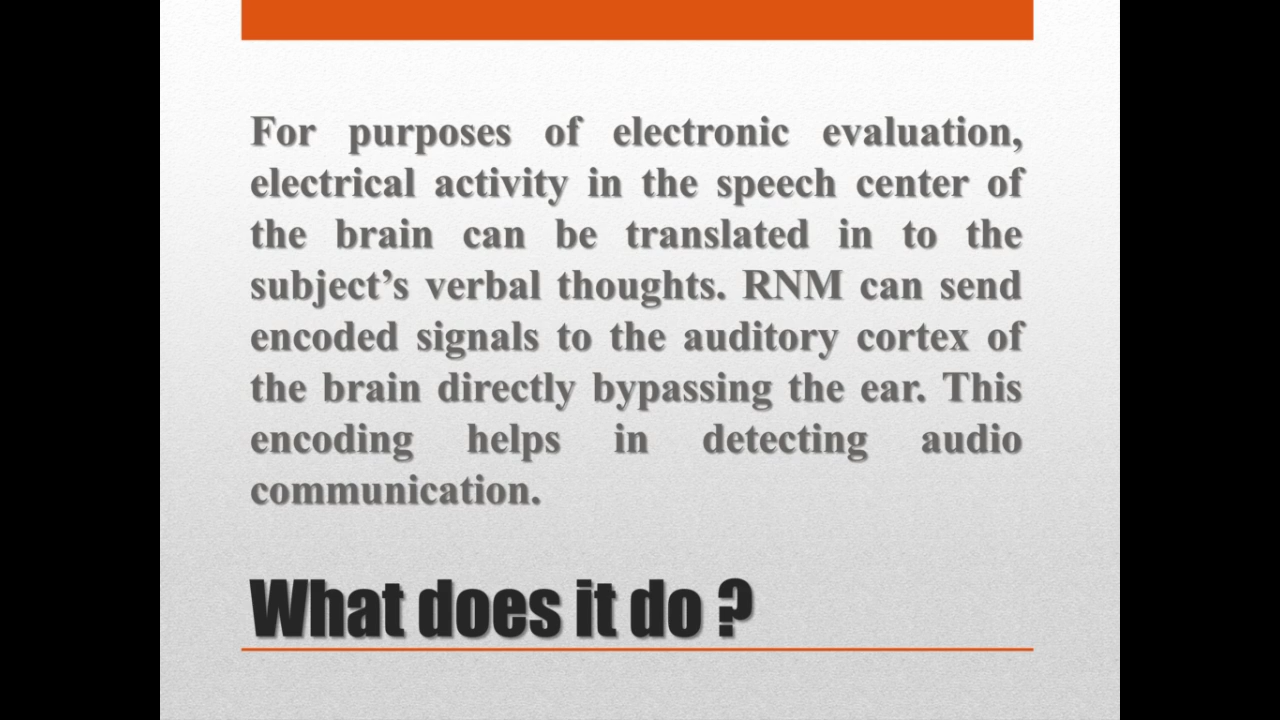 For purposes of electronic evaluation,
electrical activity in the speech center of
the brain can be translated in to the
subject’s verbal thoughts. RNM can send
encoded signals to the auditory cortex of
the brain directly bypassing the ear. This
encoding helps in detecting audio
communication.
What does it do ?